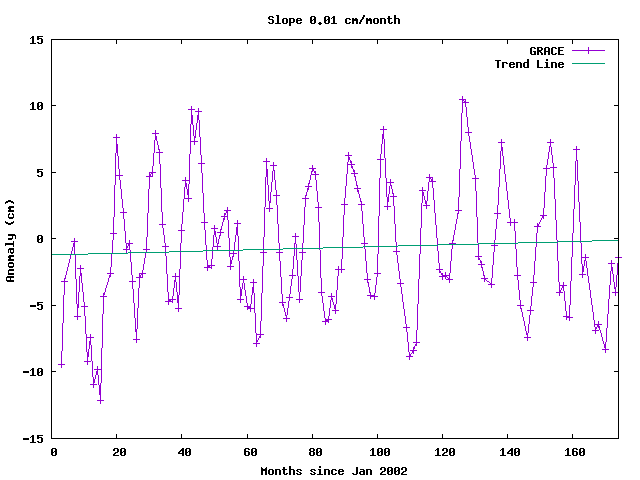 Slope 0.01 cm/month
15
10
5
0
-5
-10
-15
Anomaly (cm)
GRACE
Trend Line
0 20 40 60 80 100 120 140 160
Months since Jan 2002